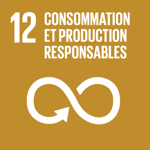 12 CONSOMMATION
ET PRODUCTION
RESPONSABLES